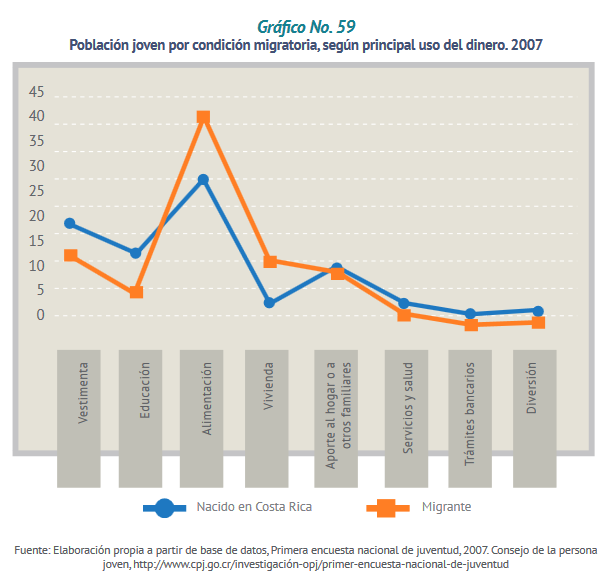 Gráfico No. 59
Población joven por condición migratoria, según principal uso del dinero. 2007
45
40
35
30
25
20
15
10
5
0
Vestimenta
Educación
Alimentación
Vivienda
Aporte al hogar o a
otros familiares
Servicios y salud
Trámites bancarios
Diversión
Nacido en Costa Rica
Migrante
Fuente: Elaboración propia a partir de base de datos, Primera encuesta nacional de juventud, 2007. Consejo de la persona
joven, http://www.cpj.go.cr/investigación-opj/primer-encuesta-nacional-de-juventud